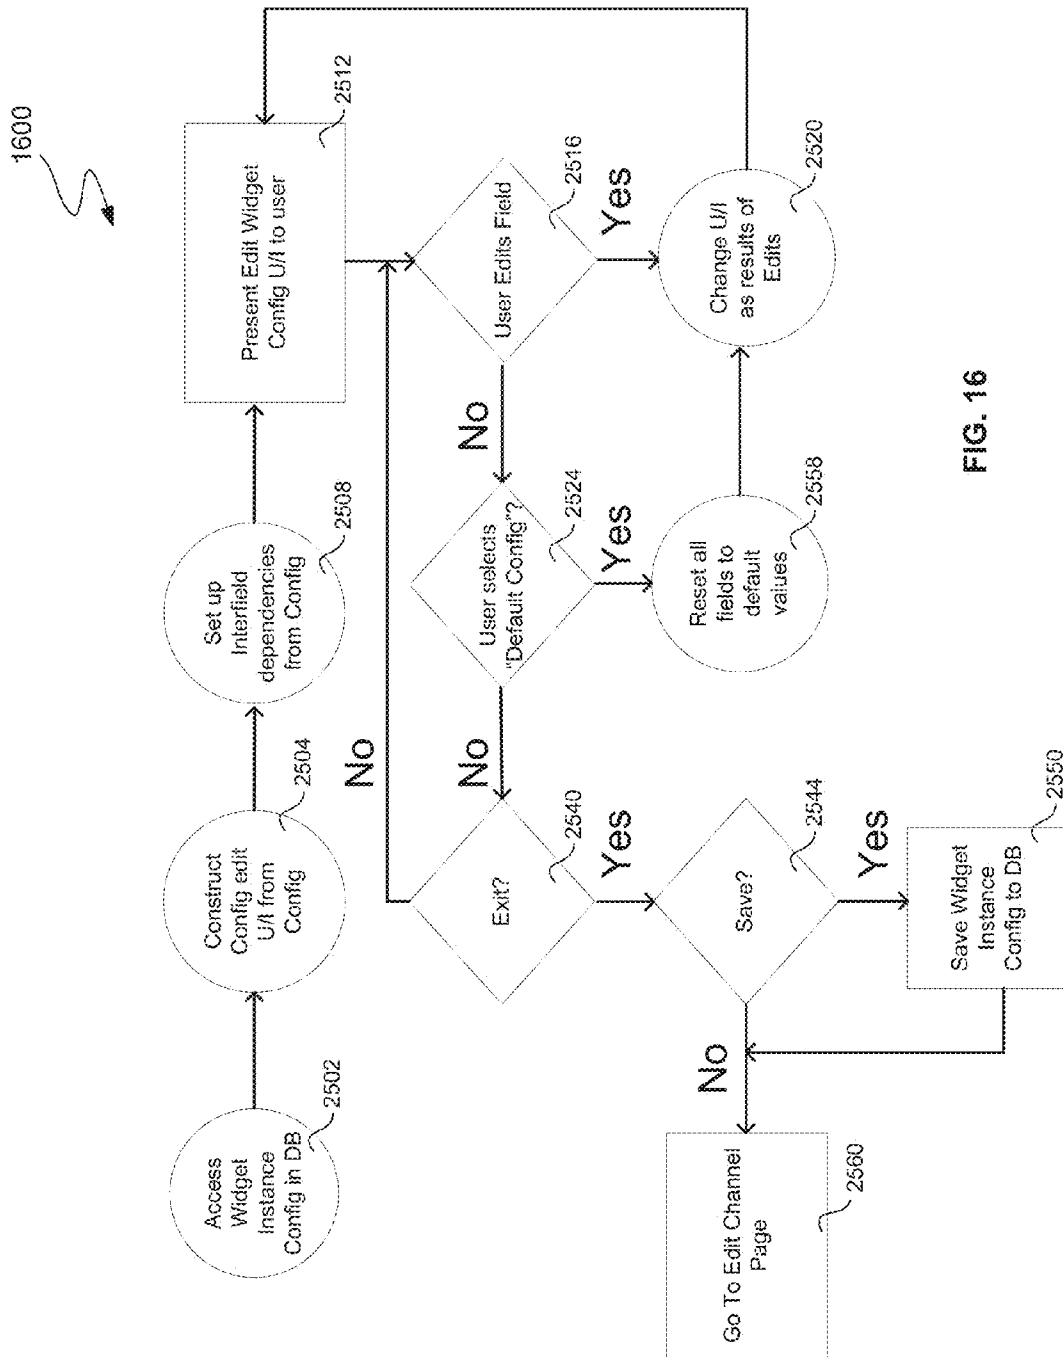 1600
Access
Widget
Instance
Config in DB
2502
Construct
Config edit
U/I from
Config
2504
Set up
Interfield
dependencies
from Config
2508
Present Edit Widget
Config U/I to user
2512
No
Exit?
2540
No
User selects
"Default Config"?
2524
No
User Edits Field
2516
Yes
Yes
Yes
Save?
2544
Reset all
fields to
default
values
2558
Change U/I
as results of
Edits
2520
No
Yes
Go To Edit Channel
Page
2560
Save Widget
Instance
Config to DB
2550
FIG. 16